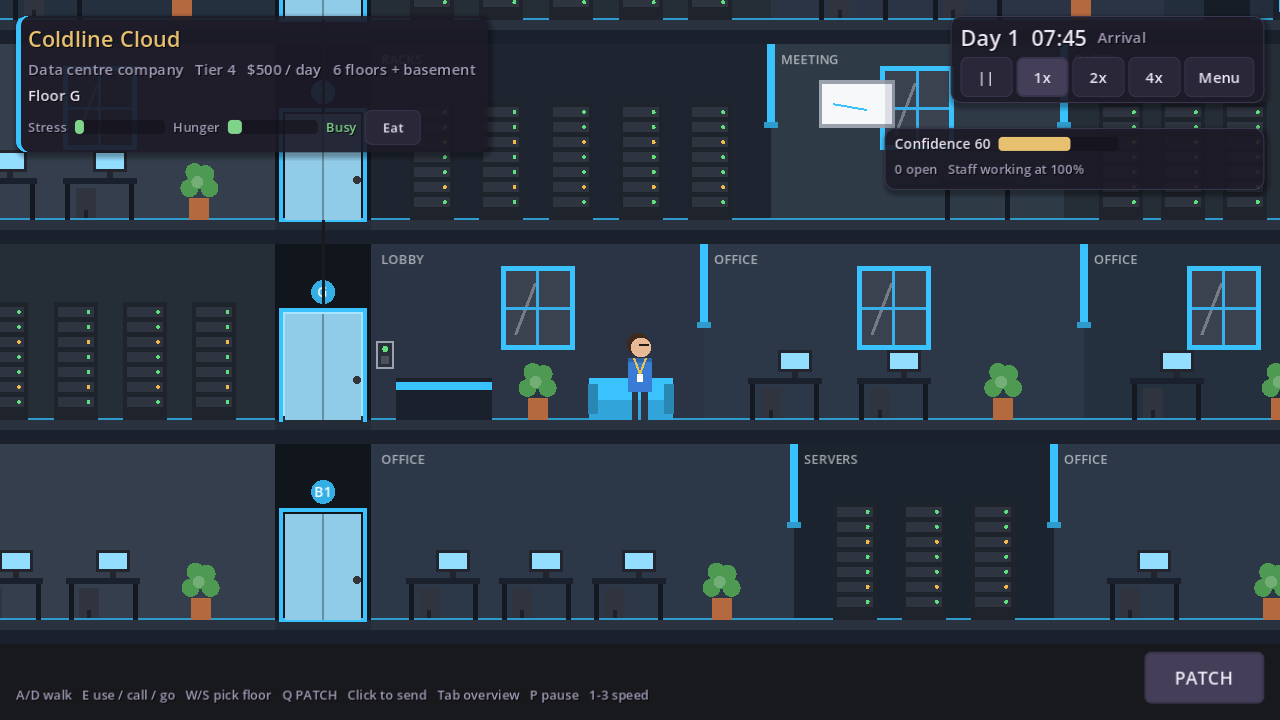 Coldline Cloud
Data centre company Tier 4 $500 / day 6 floors + basement
Floor G
Stress Hunger Busy Eat
Day 1 07:45 Arrival
|| 1x 2x 4x Menu
Confidence 60
0 open Staff working at 100%
MEETING
G
LOBBY
OFFICE
OFFICE
B1
OFFICE
SERVERS
OFFICE
A/D walk E use / call / go W/S pick floor Q PATCH Click to send Tab overview P pause 1-3 speed
PATCH